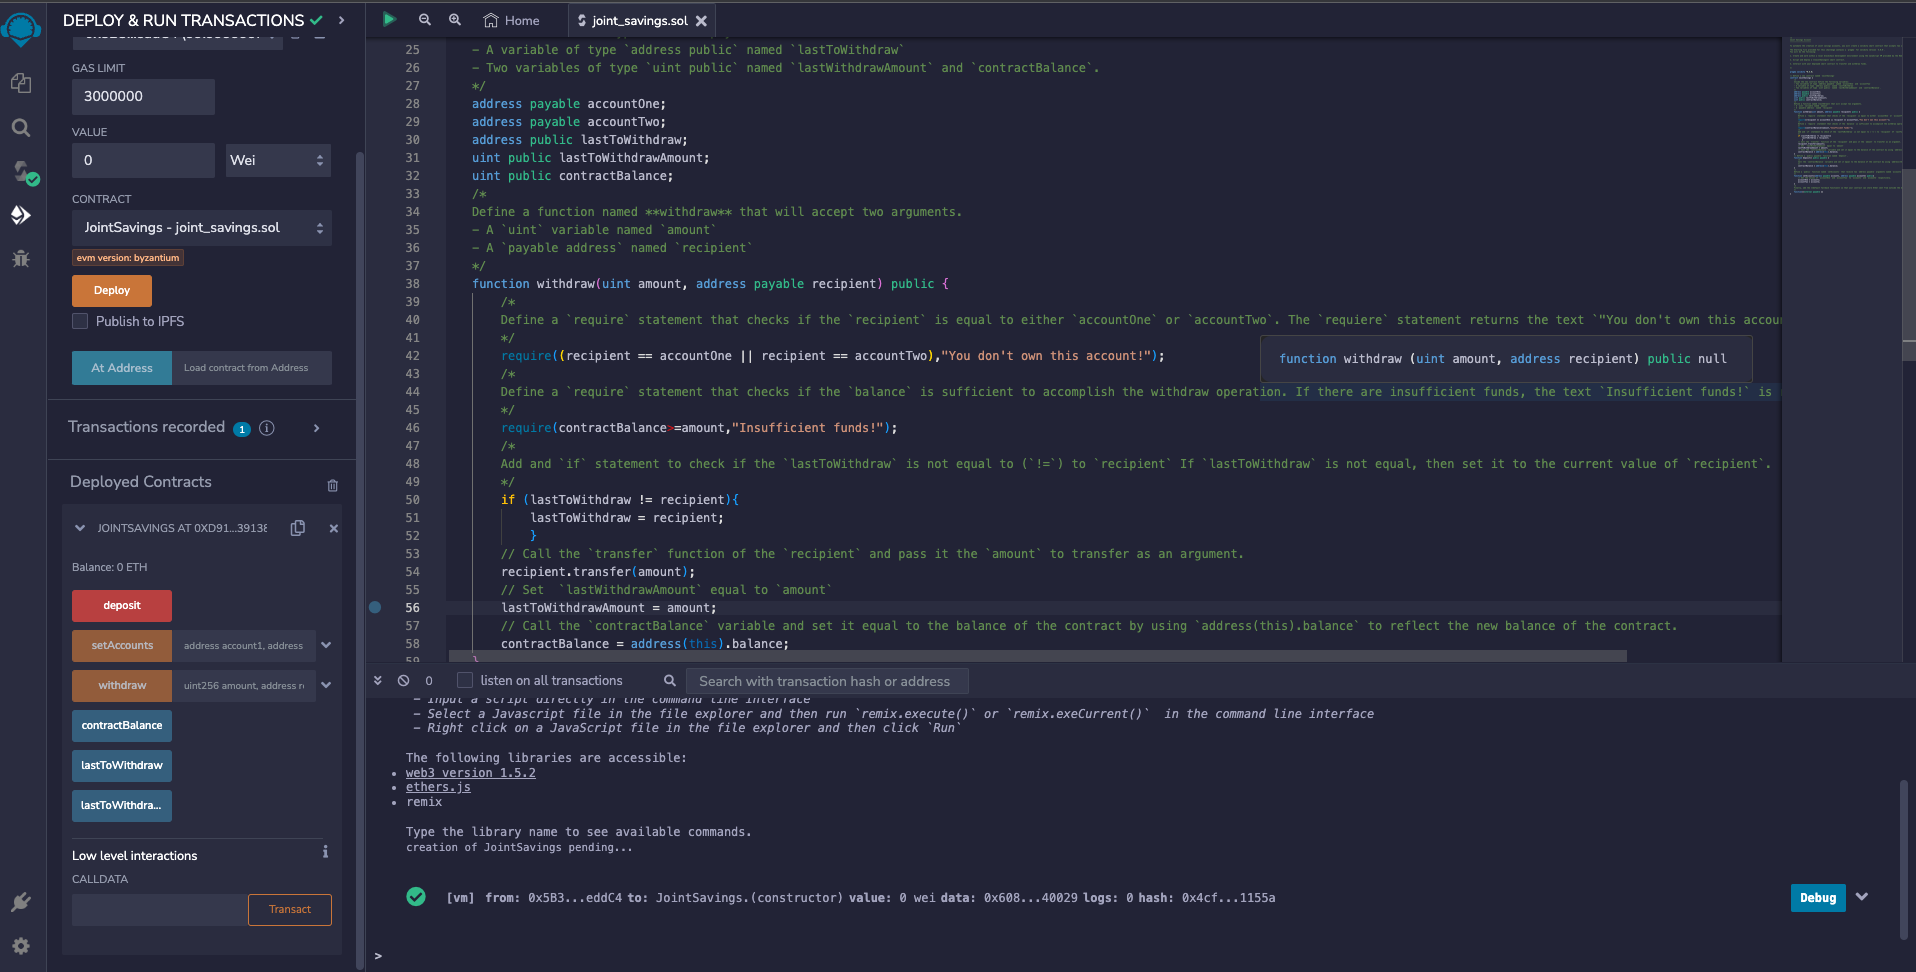 DEPLOY & RUN TRANSACTIONS
GAS LIMIT
3000000
VALUE
0
Wei
CONTRACT
JointSavings - joint_savings.sol
evm version: byzantium
Deploy
Publish to IPFS
At Address
Load contract from Address
Transactions recorded 1
Deployed Contracts
JOINTSAVINGS AT 0XD91...39138
Balance: 0 ETH
deposit
setAccounts
address account1, address
withdraw
uint256 amount, address re
contractBalance
lastToWithdraw
lastToWithdra...
Low level interactions
CALLDATA
Transact
Home
joint_savings.sol
25 - A variable of type `address public` named `lastToWithdraw`
26 - Two variables of type `uint public` named `lastWithdrawAmount` and `contractBalance`.
27 */
28 address payable accountOne;
29 address payable accountTwo;
30 address public lastToWithdraw;
31 uint public lastToWithdrawAmount;
32 uint public contractBalance;
33 /*
34 Define a function named **withdraw** that will accept two arguments.
35 - A `uint` variable named `amount`
36 - A `payable address` named `recipient`
37 */
38 function withdraw(uint amount, address payable recipient) public {
39 /*
40 Define a `require` statement that checks if the `recipient` is equal to either `accountOne` or `accountTwo`. The `requiere` statement returns the text `"You don't own this accou
41 */
42 require((recipient == accountOne || recipient == accountTwo),"You don't own this account!");
function withdraw (uint amount, address recipient) public null
43 /*
44 Define a `require` statement that checks if the `balance` is sufficient to accomplish the withdraw operation. If there are insufficient funds, the text `Insufficient funds!` is
45 */
46 require(contractBalance>=amount,"Insufficient funds!");
47 /*
48 Add and `if` statement to check if the `lastToWithdraw` is not equal to (`!=`) to `recipient` If `lastToWithdraw` is not equal, then set it to the current value of `recipient`.
49 */
50 if (lastToWithdraw != recipient){
51 lastToWithdraw = recipient;
52 }
53 // Call the `transfer` function of the `recipient` and pass it the `amount` to transfer as an argument.
54 recipient.transfer(amount);
55 // Set  `lastWithdrawAmount` equal to `amount`
56 lastToWithdrawAmount = amount;
57 // Call the `contractBalance` variable and set it equal to the balance of the contract by using `address(this).balance` to reflect the new balance of the contract.
58 contractBalance = address(this).balance;
59 }
0
listen on all transactions
Search with transaction hash or address
- Input a script directly in the command line interface
- Select a Javascript file in the file explorer and then run `remix.execute()` or `remix.exeCurrent()`  in the command line interface
- Right click on a JavaScript file in the file explorer and then click `Run`
The following libraries are accessible:
• web3 version 1.5.2
• ethers.js
• remix
Type the library name to see available commands.
creation of JointSavings pending...
[vm] from: 0x5B3...eddC4 to: JointSavings.(constructor) value: 0 wei data: 0x608...40029 logs: 0 hash: 0x4cf...1155a
Debug
>